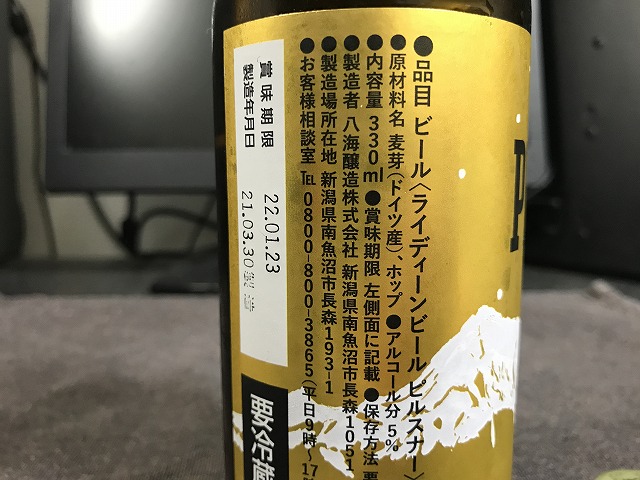 ●品目 ビール〈ライディーンビール ピルスナー〉
●原材料名 麦芽(ドイツ産)、ホップ ●アルコール分 5%
●内容量 330ml ●賞味期限 左側面に記載 ●保存方法 要
●製造者 八海醸造株式会社 新潟県南魚沼市長森1051
●製造場所在地 新潟県南魚沼市長森193-1
●お客様相談室 TEL 0800-800-3865(平日9時〜17
賞味期限 22.01.23
製造年月日 21.03.30製造
要冷蔵
P